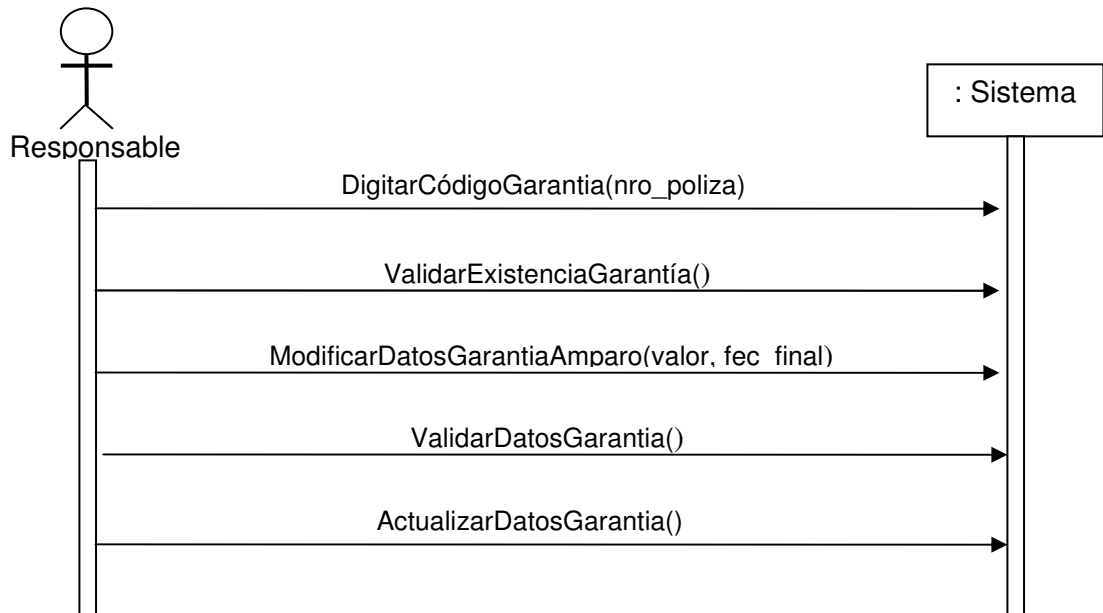 : Sistema
Responsable
DigitarCódigoGarantia(nro_poliza)
ValidarExistenciaGarantía()
ModificarDatosGarantiaAmparo(valor, fec_final)
ValidarDatosGarantia()
ActualizarDatosGarantia()